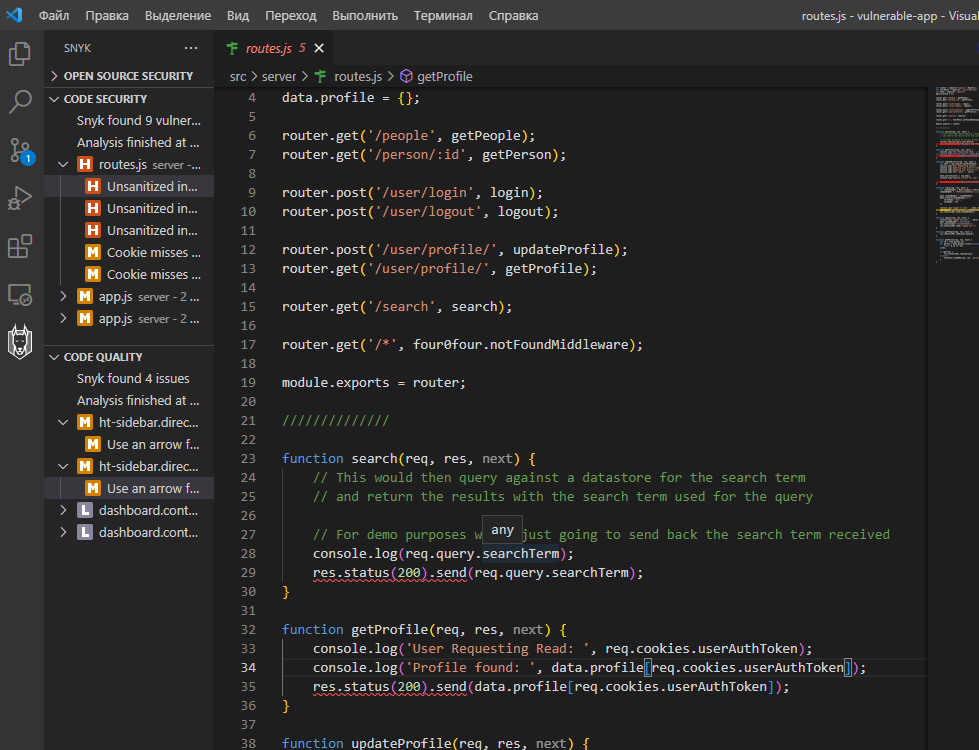 Файл Правка Выделение Вид Переход Выполнить Терминал Справка routes.js - vulnerable-app - Visual
SNYK ...
routes.js 5
OPEN SOURCE SECURITY
CODE SECURITY
Snyk found 9 vulner...
Analysis finished at ...
routes.js server -...
Unsanitized in...
Unsanitized in...
Unsanitized in...
Cookie misses ...
Cookie misses ...
app.js server - 2 ...
app.js server - 2 ...
CODE QUALITY
Snyk found 4 issues
Analysis finished at ...
ht-sidebar.direc...
Use an arrow f...
ht-sidebar.direc...
Use an arrow f...
dashboard.cont...
dashboard.cont...
src > server > routes.js > getProfile
4 data.profile = {};
5
6 router.get('/people', getPeople);
7 router.get('/person/:id', getPerson);
8
9 router.post('/user/login', login);
10 router.post('/user/logout', logout);
11
12 router.post('/user/profile/', updateProfile);
13 router.get('/user/profile/', getProfile);
14
15 router.get('/search', search);
16
17 router.get('/*', four0four.notFoundMiddleware);
18
19 module.exports = router;
20
21 //////////////
22
23 function search(req, res, next) {
24 // This would then query against a datastore for the search term
25 // and return the results with the search term used for the query
26
27 // For demo purposes w any just going to send back the search term received
28 console.log(req.query.searchTerm);
29 res.status(200).send(req.query.searchTerm);
30 }
31
32 function getProfile(req, res, next) {
33 console.log('User Requesting Read: ', req.cookies.userAuthToken);
34 console.log('Profile found: ', data.profile[req.cookies.userAuthToken]);
35 res.status(200).send(data.profile[req.cookies.userAuthToken]);
36 }
37
38 function updateProfile(req, res, next) {